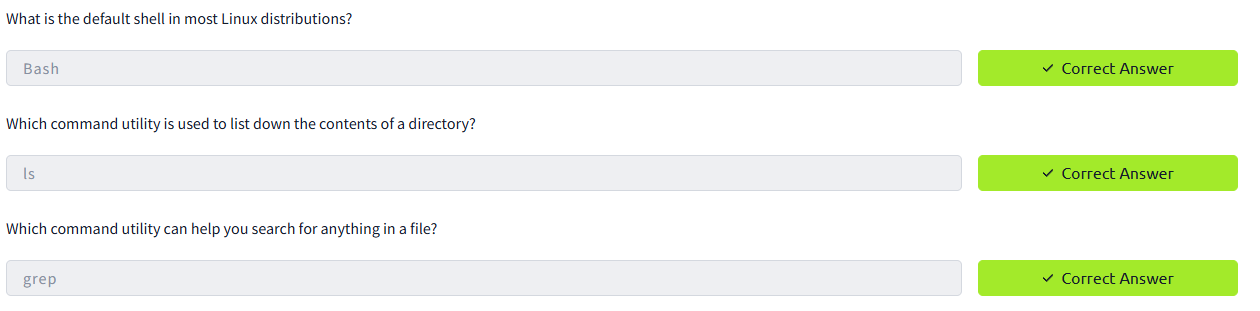 What is the default shell in most Linux distributions?
Bash
✓ Correct Answer
Which command utility is used to list down the contents of a directory?
ls
✓ Correct Answer
Which command utility can help you search for anything in a file?
grep
✓ Correct Answer